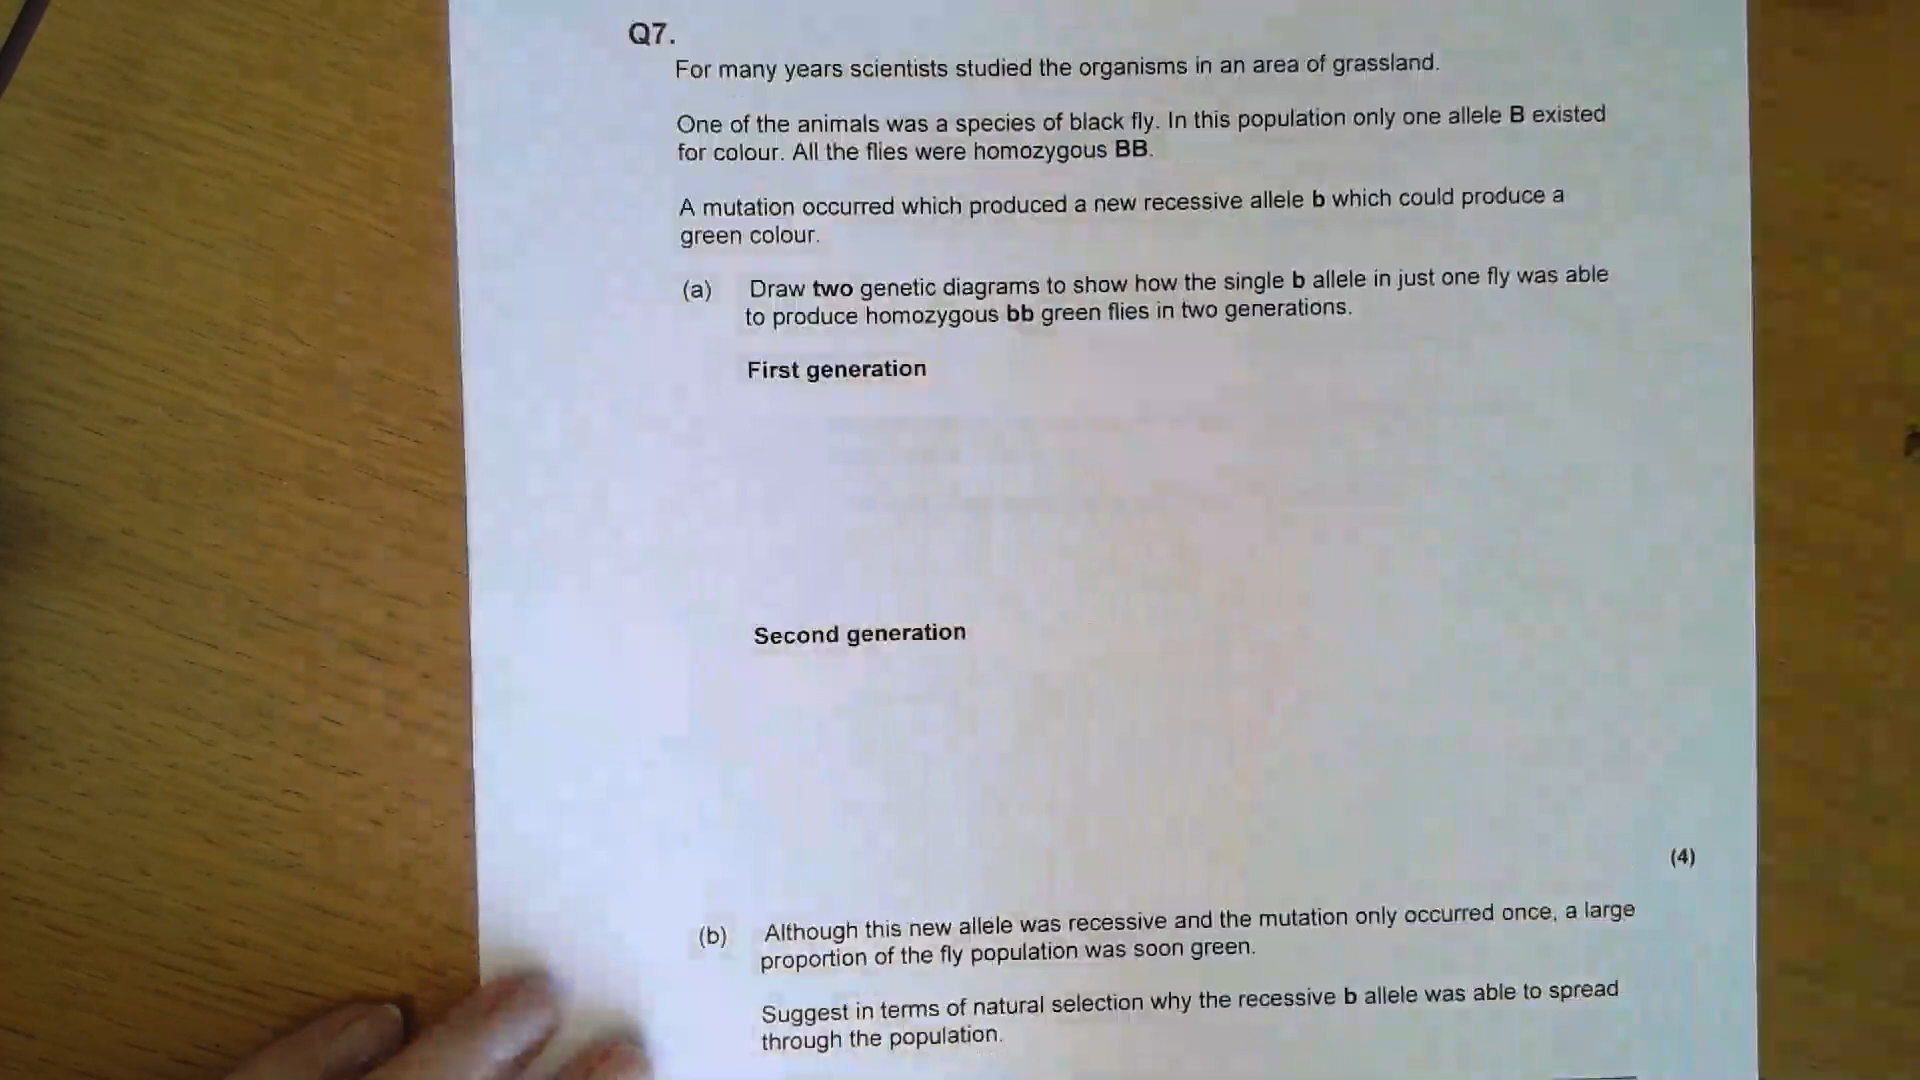 Q7.
For many years scientists studied the organisms in an area of grassland.
One of the animals was a species of black fly. In this population only one allele B existed
for colour. All the flies were homozygous BB.
A mutation occurred which produced a new recessive allele b which could produce a
green colour.
(a) Draw two genetic diagrams to show how the single b allele in just one fly was able
to produce homozygous bb green flies in two generations.
First generation
Second generation
(4)
(b) Although this new allele was recessive and the mutation only occurred once, a large
proportion of the fly population was soon green.
Suggest in terms of natural selection why the recessive b allele was able to spread
through the population.